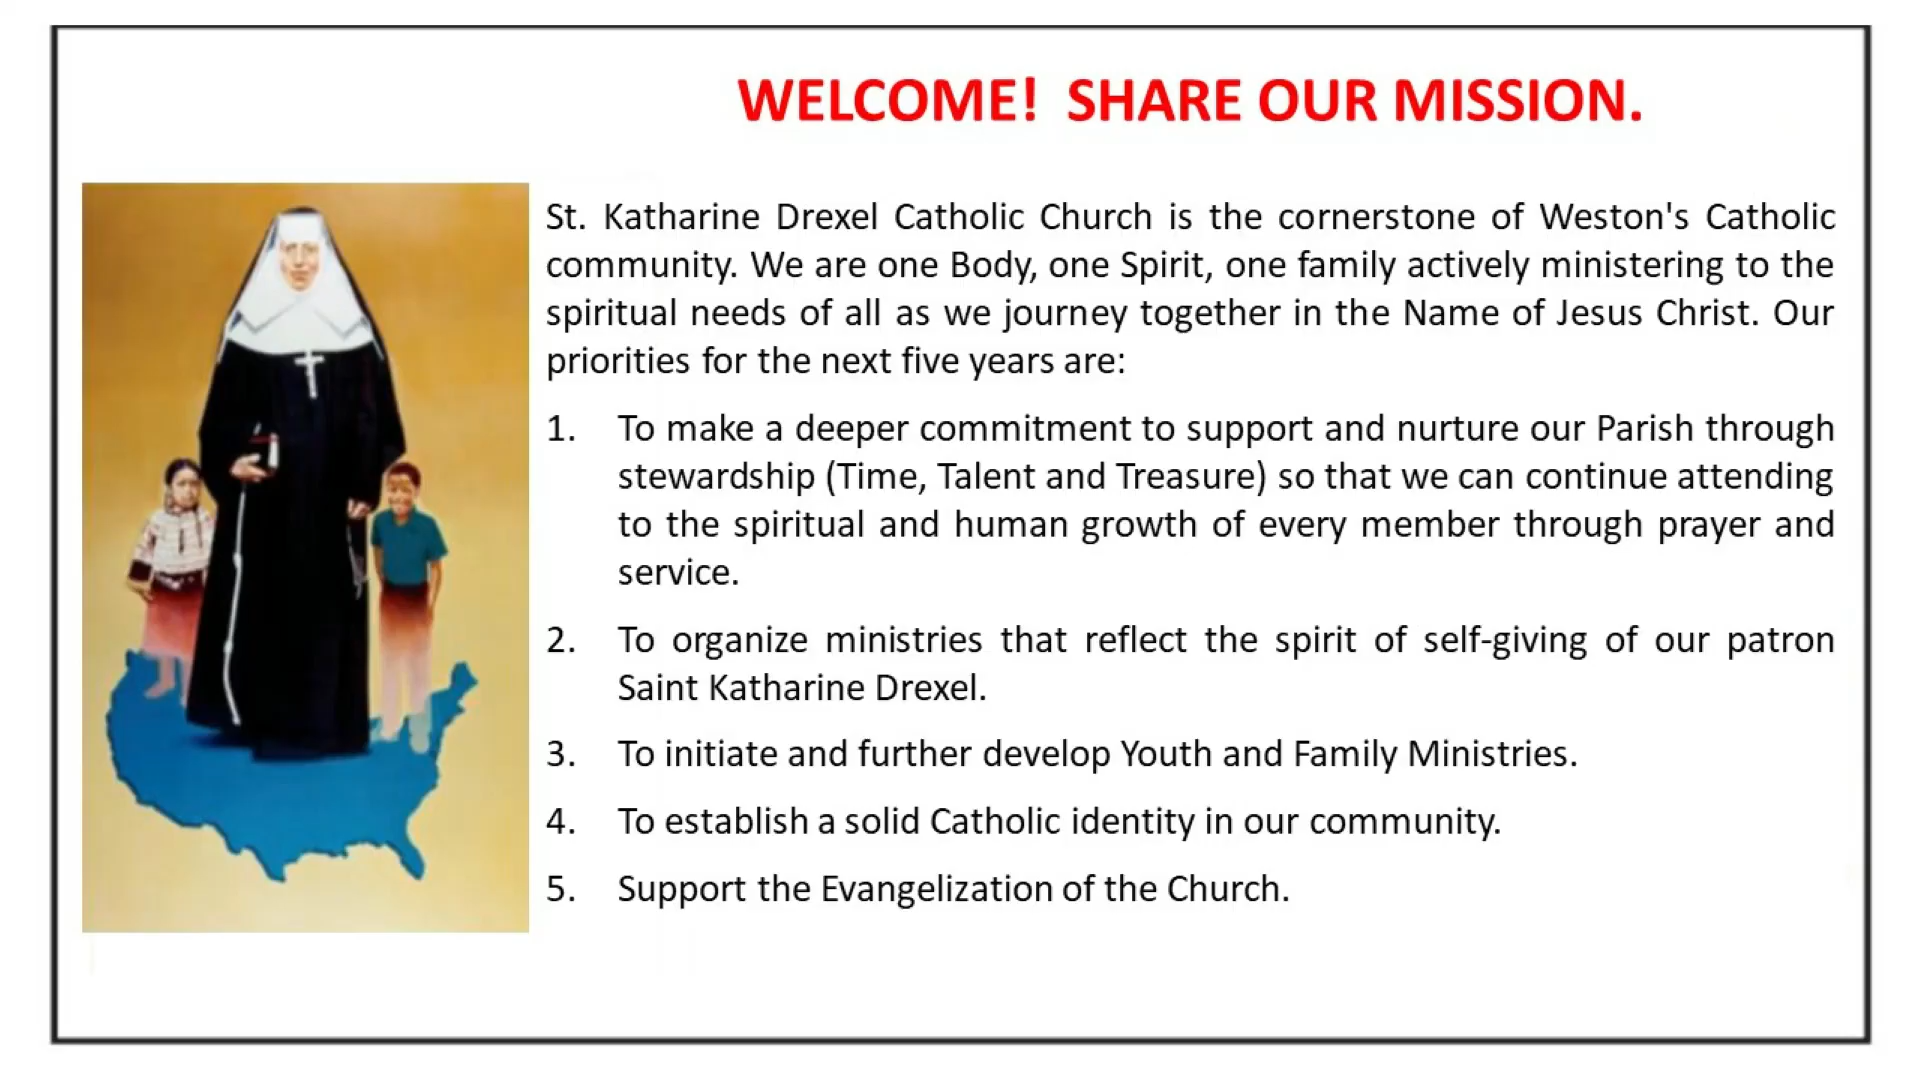 WELCOME!  SHARE OUR MISSION.
St. Katharine Drexel Catholic Church is the cornerstone of Weston's Catholic
community. We are one Body, one Spirit, one family actively ministering to the
spiritual needs of all as we journey together in the Name of Jesus Christ. Our
priorities for the next five years are:
1. To make a deeper commitment to support and nurture our Parish through
stewardship (Time, Talent and Treasure) so that we can continue attending
to the spiritual and human growth of every member through prayer and
service.
2. To organize ministries that reflect the spirit of self-giving of our patron
Saint Katharine Drexel.
3. To initiate and further develop Youth and Family Ministries.
4. To establish a solid Catholic identity in our community.
5. Support the Evangelization of the Church.